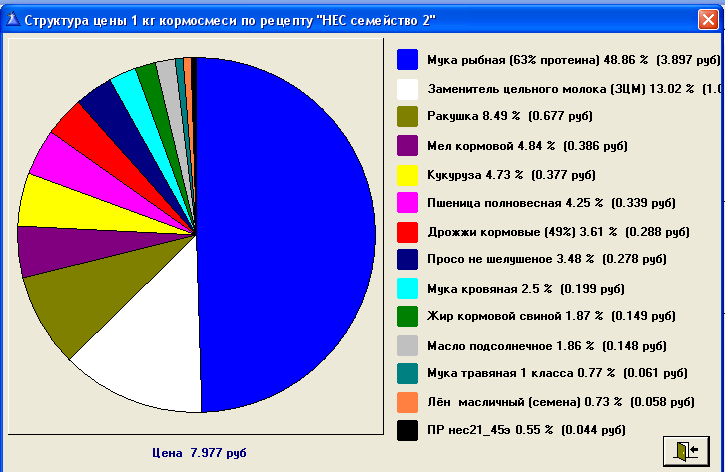 Структура цены 1 кг кормосмеси по рецепту "НЕС семейство 2"
Мука рыбная (63% протеина) 48.86 % (3.897 руб)
Заменитель цельного молока (ЗЦМ) 13.02 % (1.0
Ракушка 8.49 % (0.677 руб)
Мел кормовой 4.84 % (0.386 руб)
Кукуруза 4.73 % (0.377 руб)
Пшеница полновесная 4.25 % (0.339 руб)
Дрожжи кормовые (49%) 3.61 % (0.288 руб)
Просо не шелушеное 3.48 % (0.278 руб)
Мука кровяная 2.5 % (0.199 руб)
Жир кормовой свиной 1.87 % (0.149 руб)
Масло подсолнечное 1.86 % (0.148 руб)
Мука травяная 1 класса 0.77 % (0.061 руб)
Лён масличный (семена) 0.73 % (0.058 руб)
ПР нес21_45э 0.55 % (0.044 руб)
Цена 7.977 руб